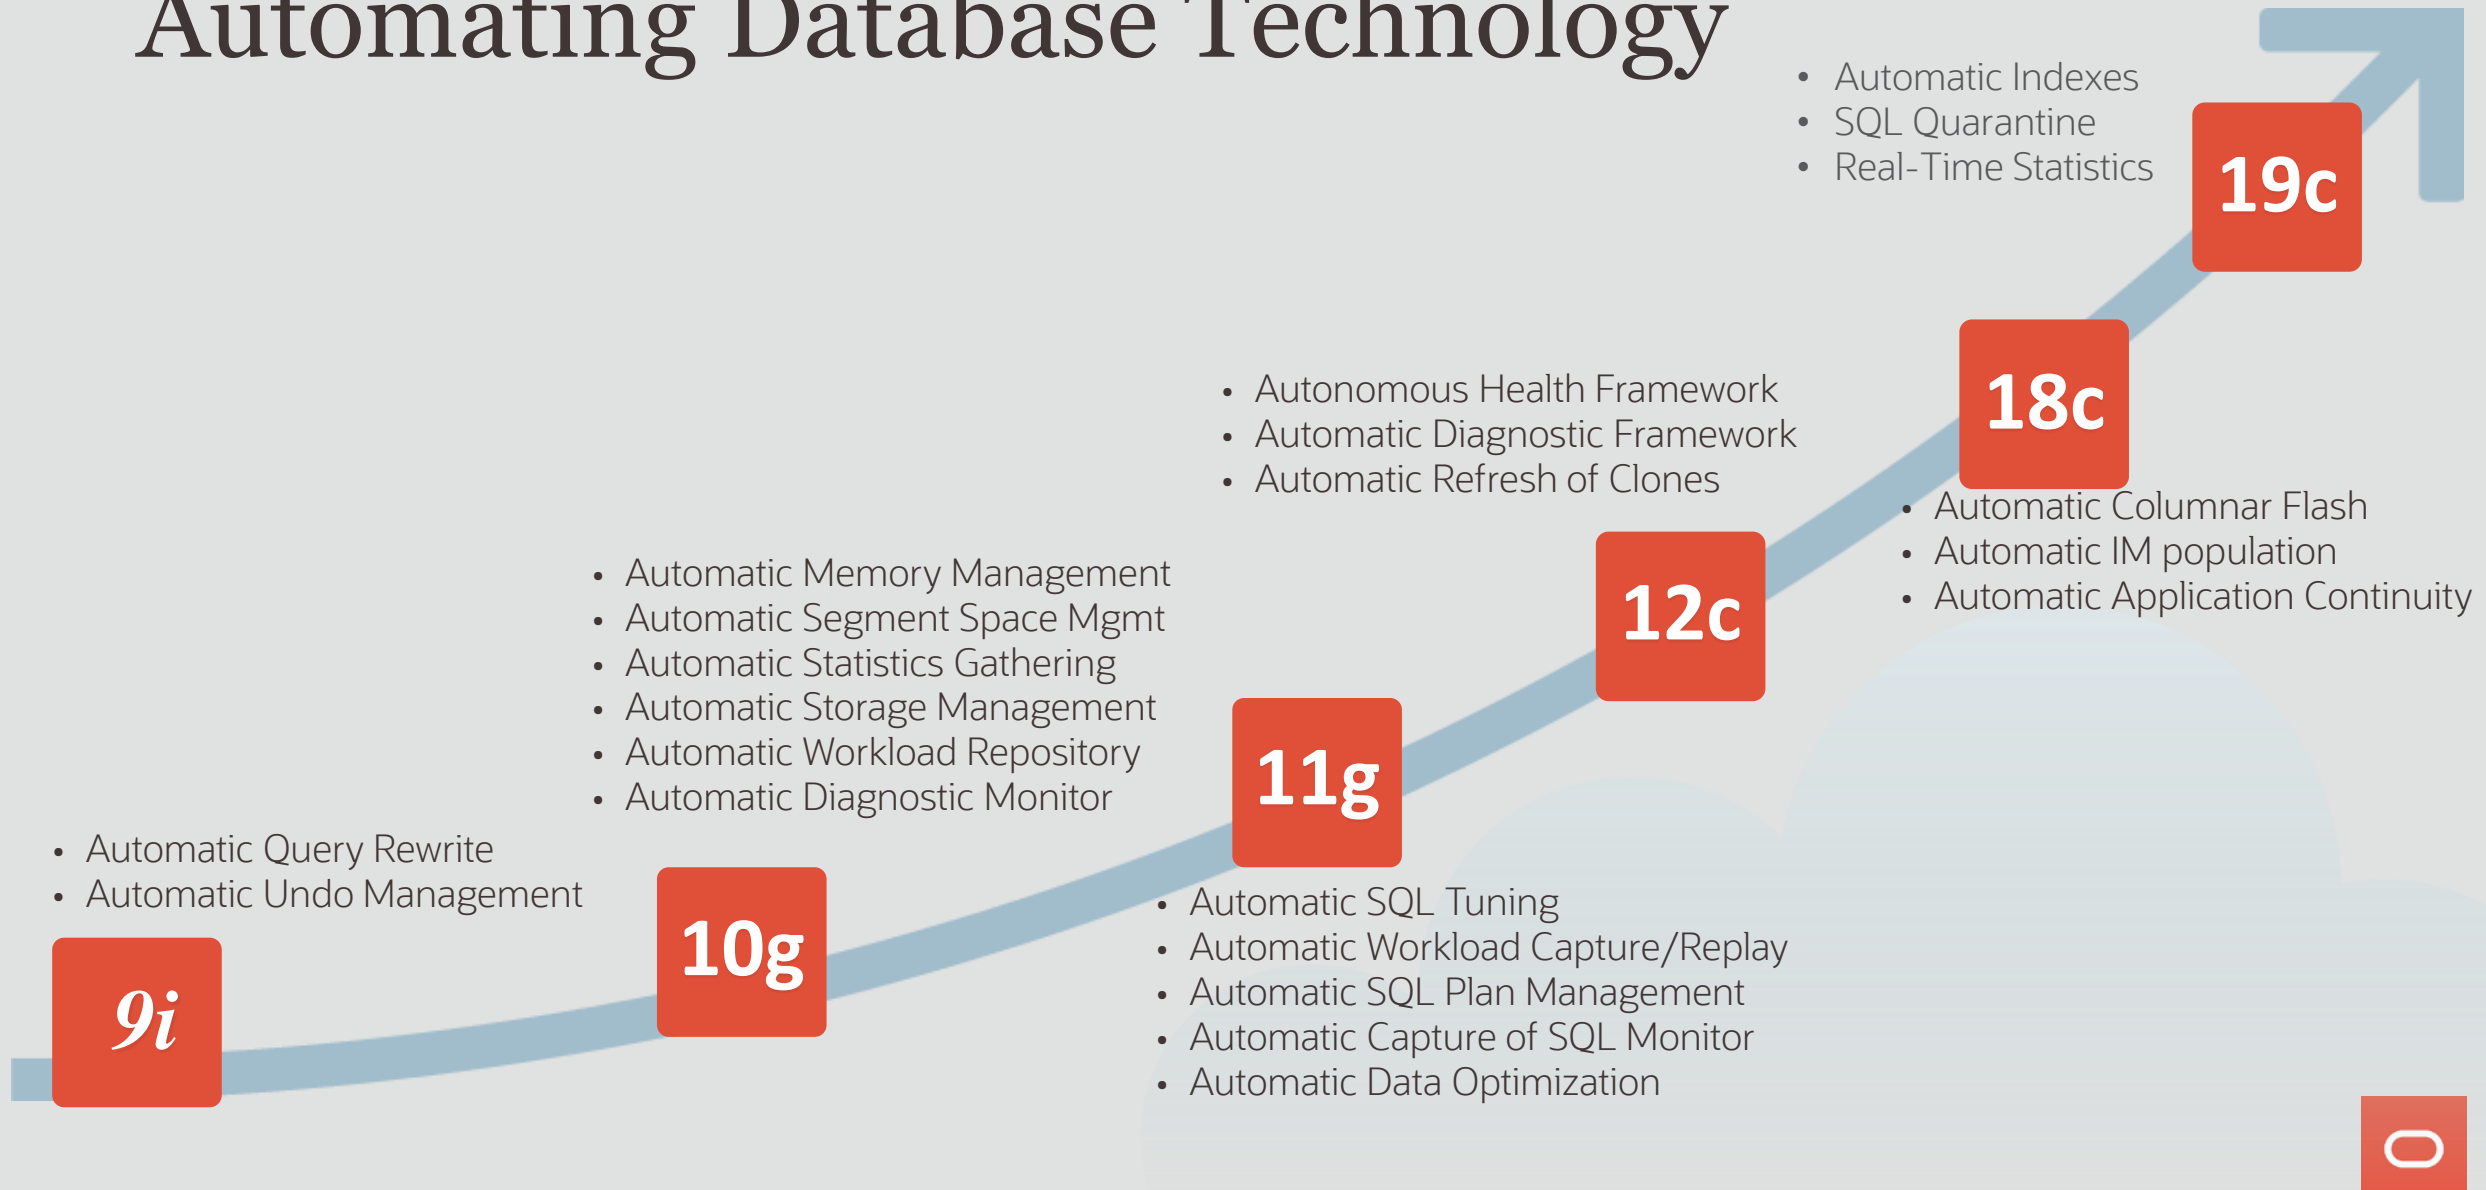 Automating Database Technology
• Automatic Indexes
• SQL Quarantine
• Real-Time Statistics
19c
18c
• Autonomous Health Framework
• Automatic Diagnostic Framework
• Automatic Refresh of Clones
• Automatic Columnar Flash
• Automatic IM population
• Automatic Application Continuity
12c
• Automatic Memory Management
• Automatic Segment Space Mgmt
• Automatic Statistics Gathering
• Automatic Storage Management
• Automatic Workload Repository
• Automatic Diagnostic Monitor
11g
• Automatic Query Rewrite
• Automatic Undo Management
10g
• Automatic SQL Tuning
• Automatic Workload Capture/Replay
• Automatic SQL Plan Management
• Automatic Capture of SQL Monitor
• Automatic Data Optimization
9i